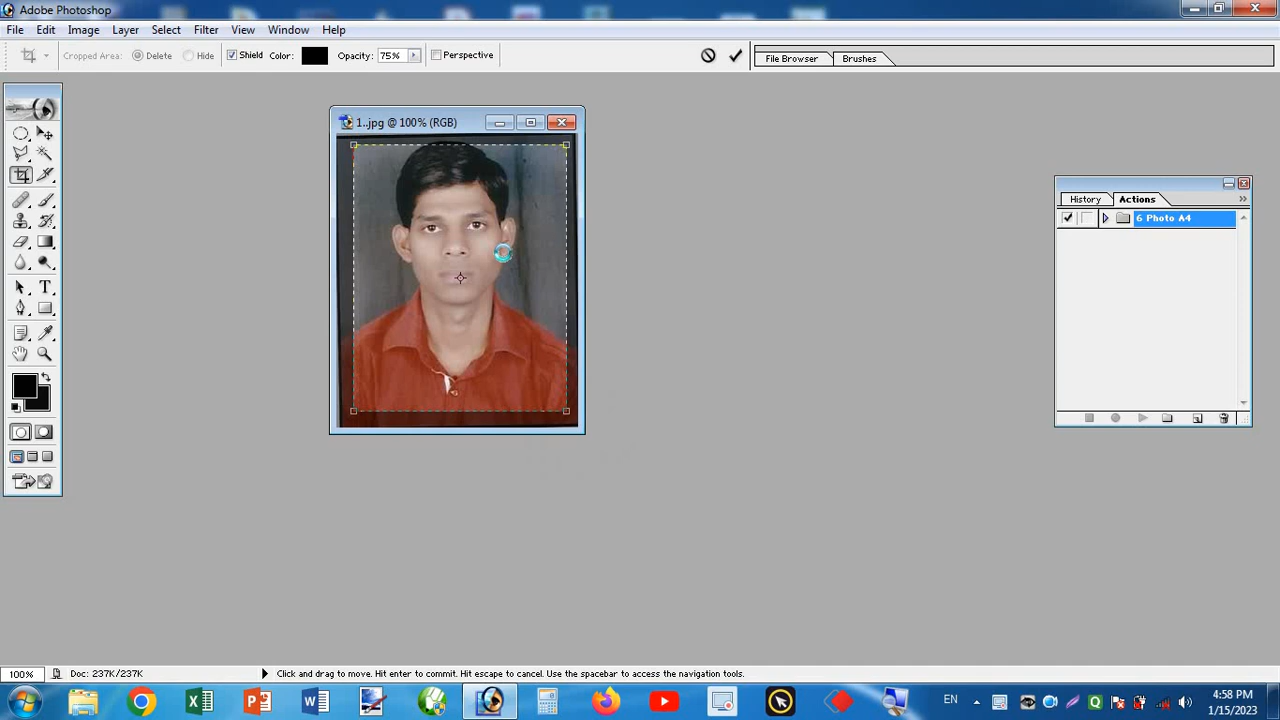 Adobe Photoshop
File Edit Image Layer Select Filter View Window Help
Cropped Area: Delete Hide Shield Color: Opacity: 75% Perspective File Browser Brushes
1..jpg @ 100% (RGB)
History Actions
6 Photo A4
100% Doc: 237K/237K Click and drag to move. Hit enter to commit. Hit escape to cancel. Use the spacebar to access the navigation tools.
EN 4:58 PM
1/15/2023